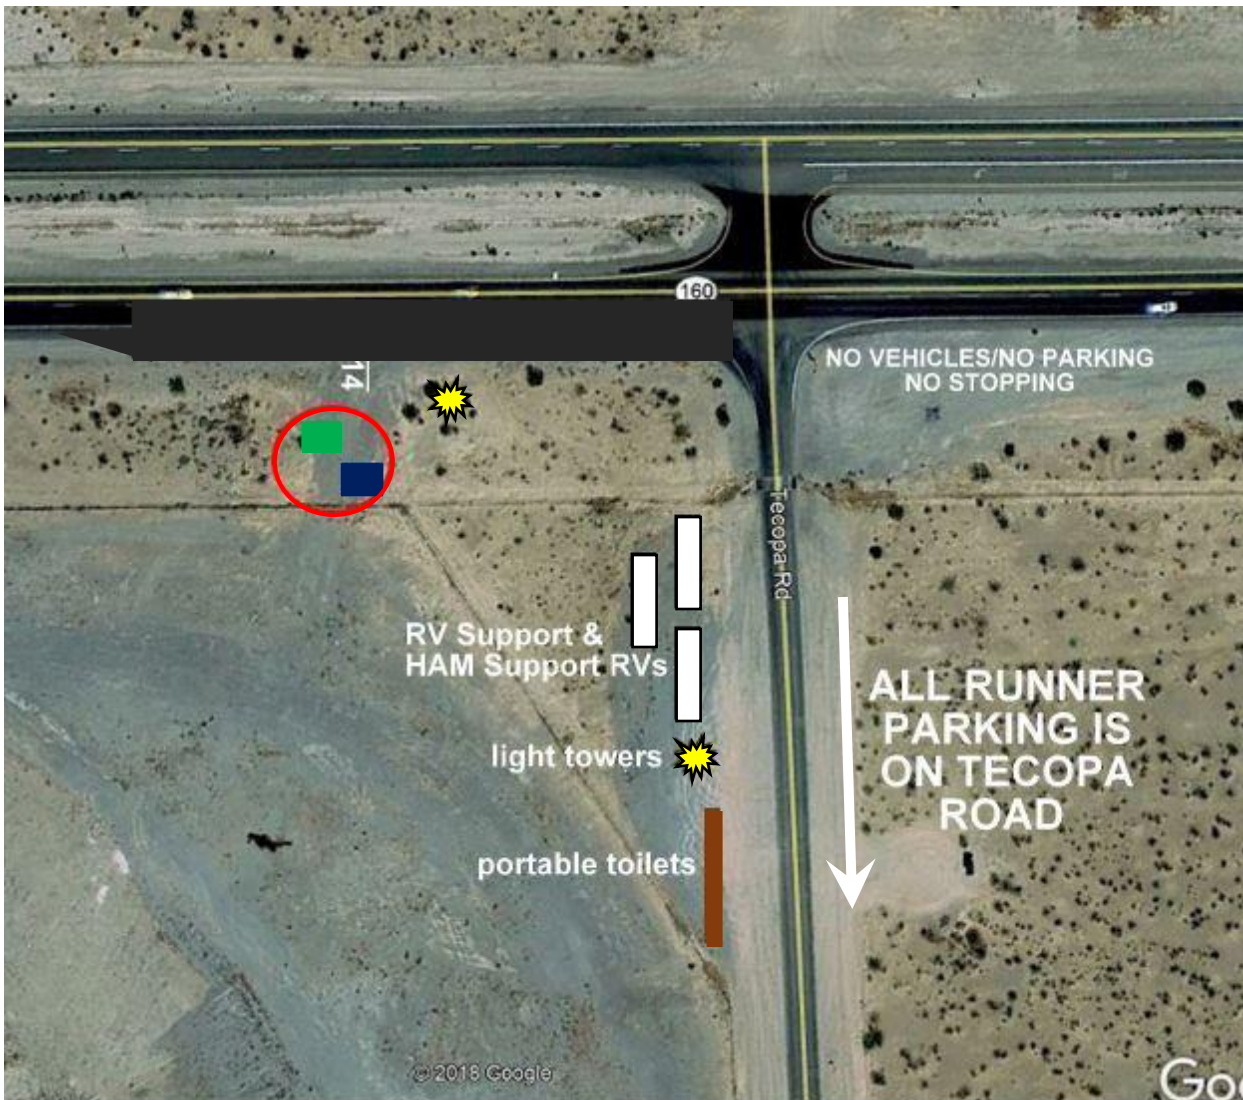 160
NO VEHICLES/NO PARKING
NO STOPPING
14
Tecopa Rd
RV Support &
HAM Support RVs
ALL RUNNER
PARKING IS
ON TECOPA
ROAD
light towers
portable toilets
© 2018 Google